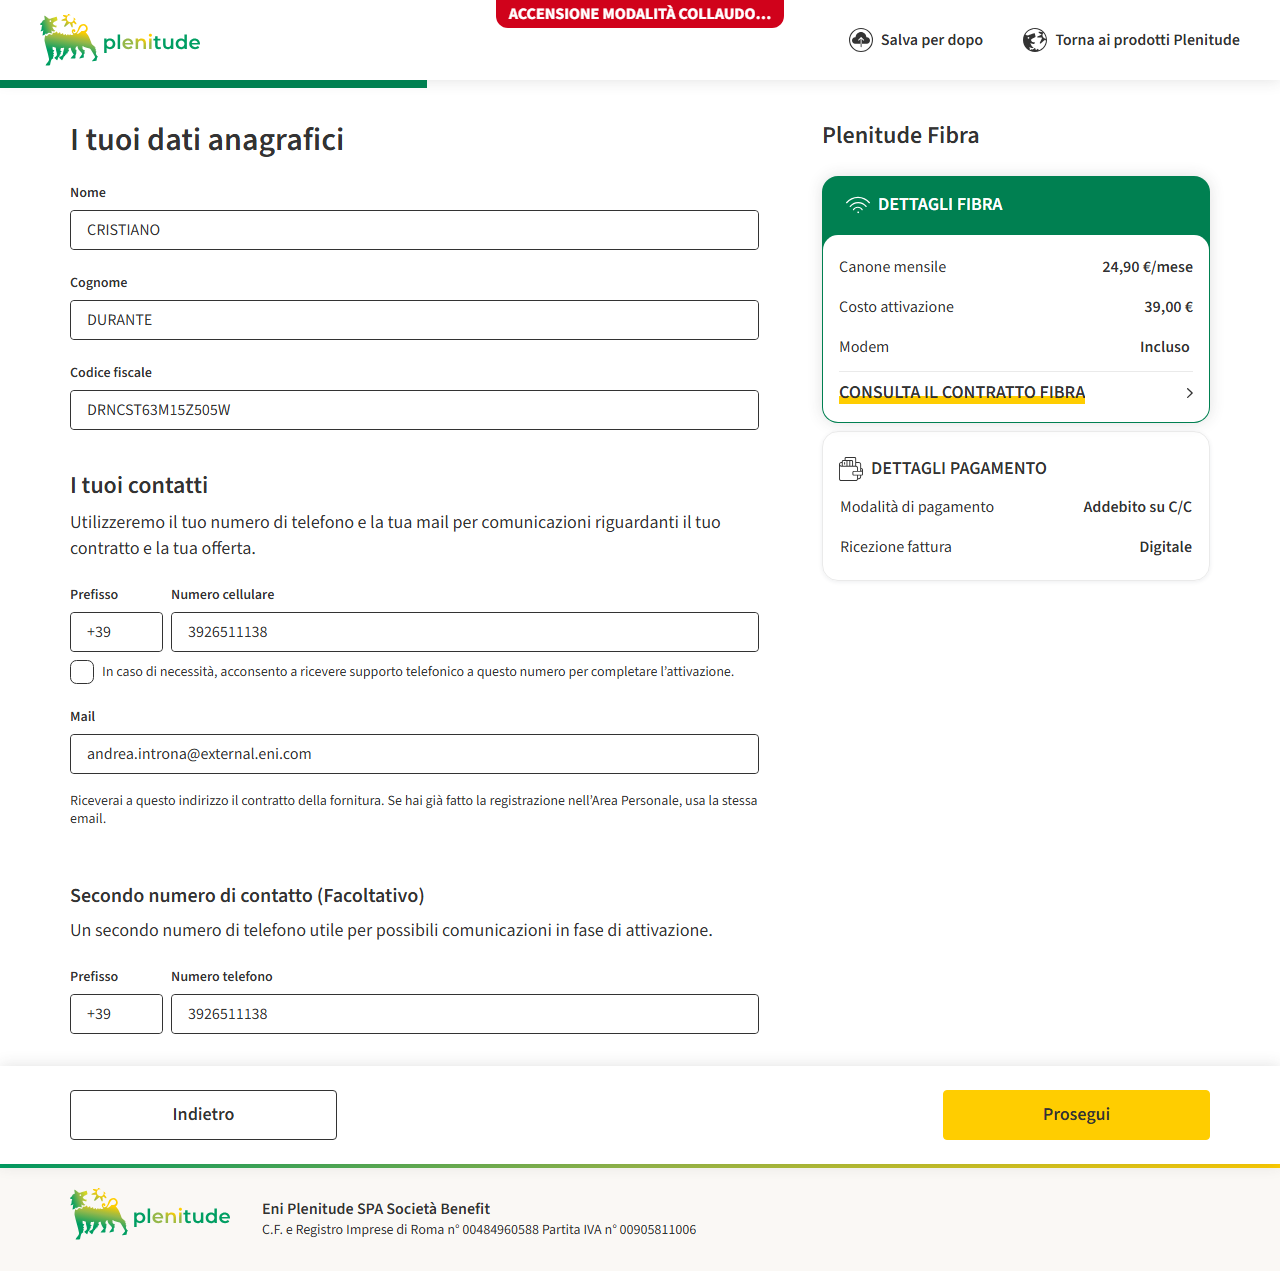 plenitude
ACCENSIONE MODALITÀ COLLAUDO...
Salva per dopo
Torna ai prodotti Plenitude
I tuoi dati anagrafici
Nome
CRISTIANO
Cognome
DURANTE
Codice fiscale
DRNCST63M15Z505W
I tuoi contatti
Utilizzeremo il tuo numero di telefono e la tua mail per comunicazioni riguardanti il tuo
contratto e la tua offerta.
Prefisso
Numero cellulare
+39
3926511138
In caso di necessità, acconsento a ricevere supporto telefonico a questo numero per completare l’attivazione.
Mail
andrea.introna@external.eni.com
Riceverai a questo indirizzo il contratto della fornitura. Se hai già fatto la registrazione nell’Area Personale, usa la stessa
email.
Secondo numero di contatto (Facoltativo)
Un secondo numero di telefono utile per possibili comunicazioni in fase di attivazione.
Prefisso
Numero telefono
+39
3926511138
Plenitude Fibra
DETTAGLI FIBRA
Canone mensile
24,90 €/mese
Costo attivazione
39,00 €
Modem
Incluso
CONSULTA IL CONTRATTO FIBRA
DETTAGLI PAGAMENTO
Modalità di pagamento
Addebito su C/C
Ricezione fattura
Digitale
Indietro
Prosegui
plenitude
Eni Plenitude SPA Società Benefit
C.F. e Registro Imprese di Roma n° 00484960588 Partita IVA n° 00905811006